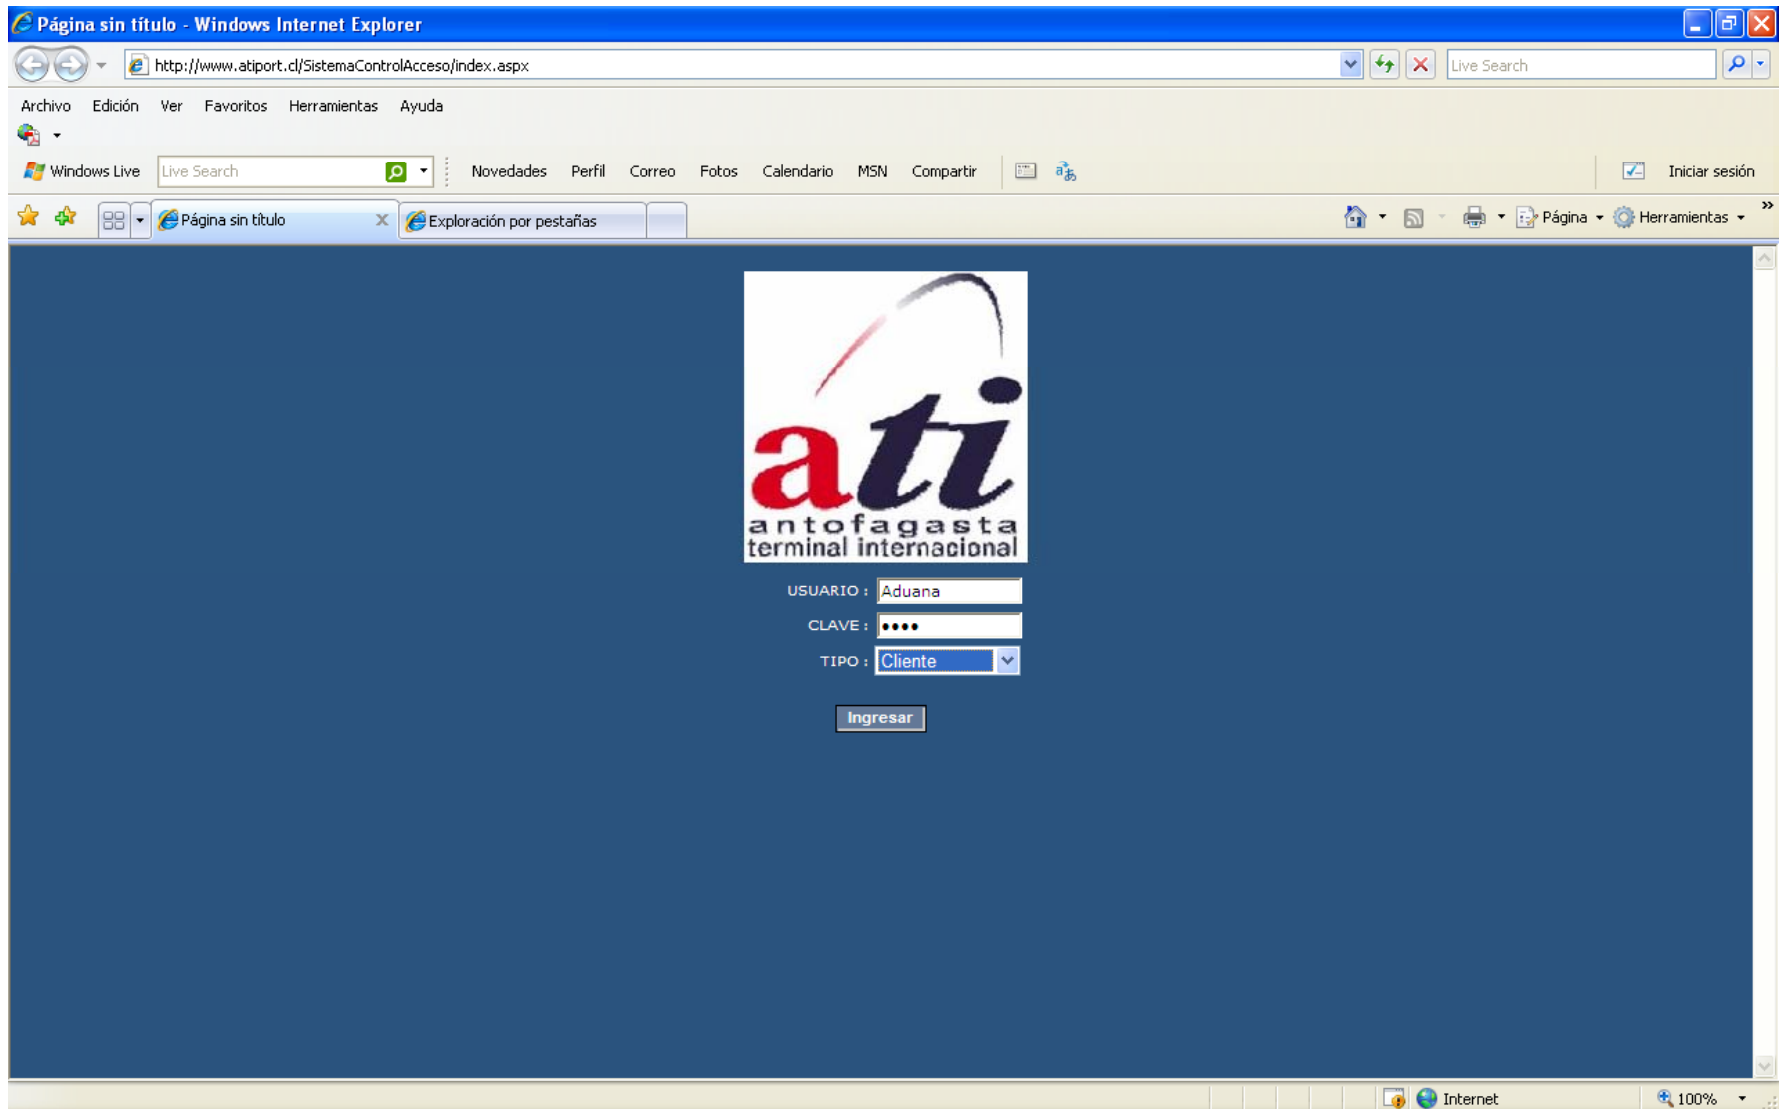 Página sin título - Windows Internet Explorer
http://www.atiport.cl/SistemaControlAcceso/index.aspx
Live Search
Archivo Edición Ver Favoritos Herramientas Ayuda
Windows Live Live Search Novedades Perfil Correo Fotos Calendario MSN Compartir Iniciar sesión
Página sin título Exploración por pestañas Página Herramientas
ati
antofagasta
terminal internacional
USUARIO : Aduana
CLAVE : ••••
TIPO : Cliente
Ingresar
Internet 100%